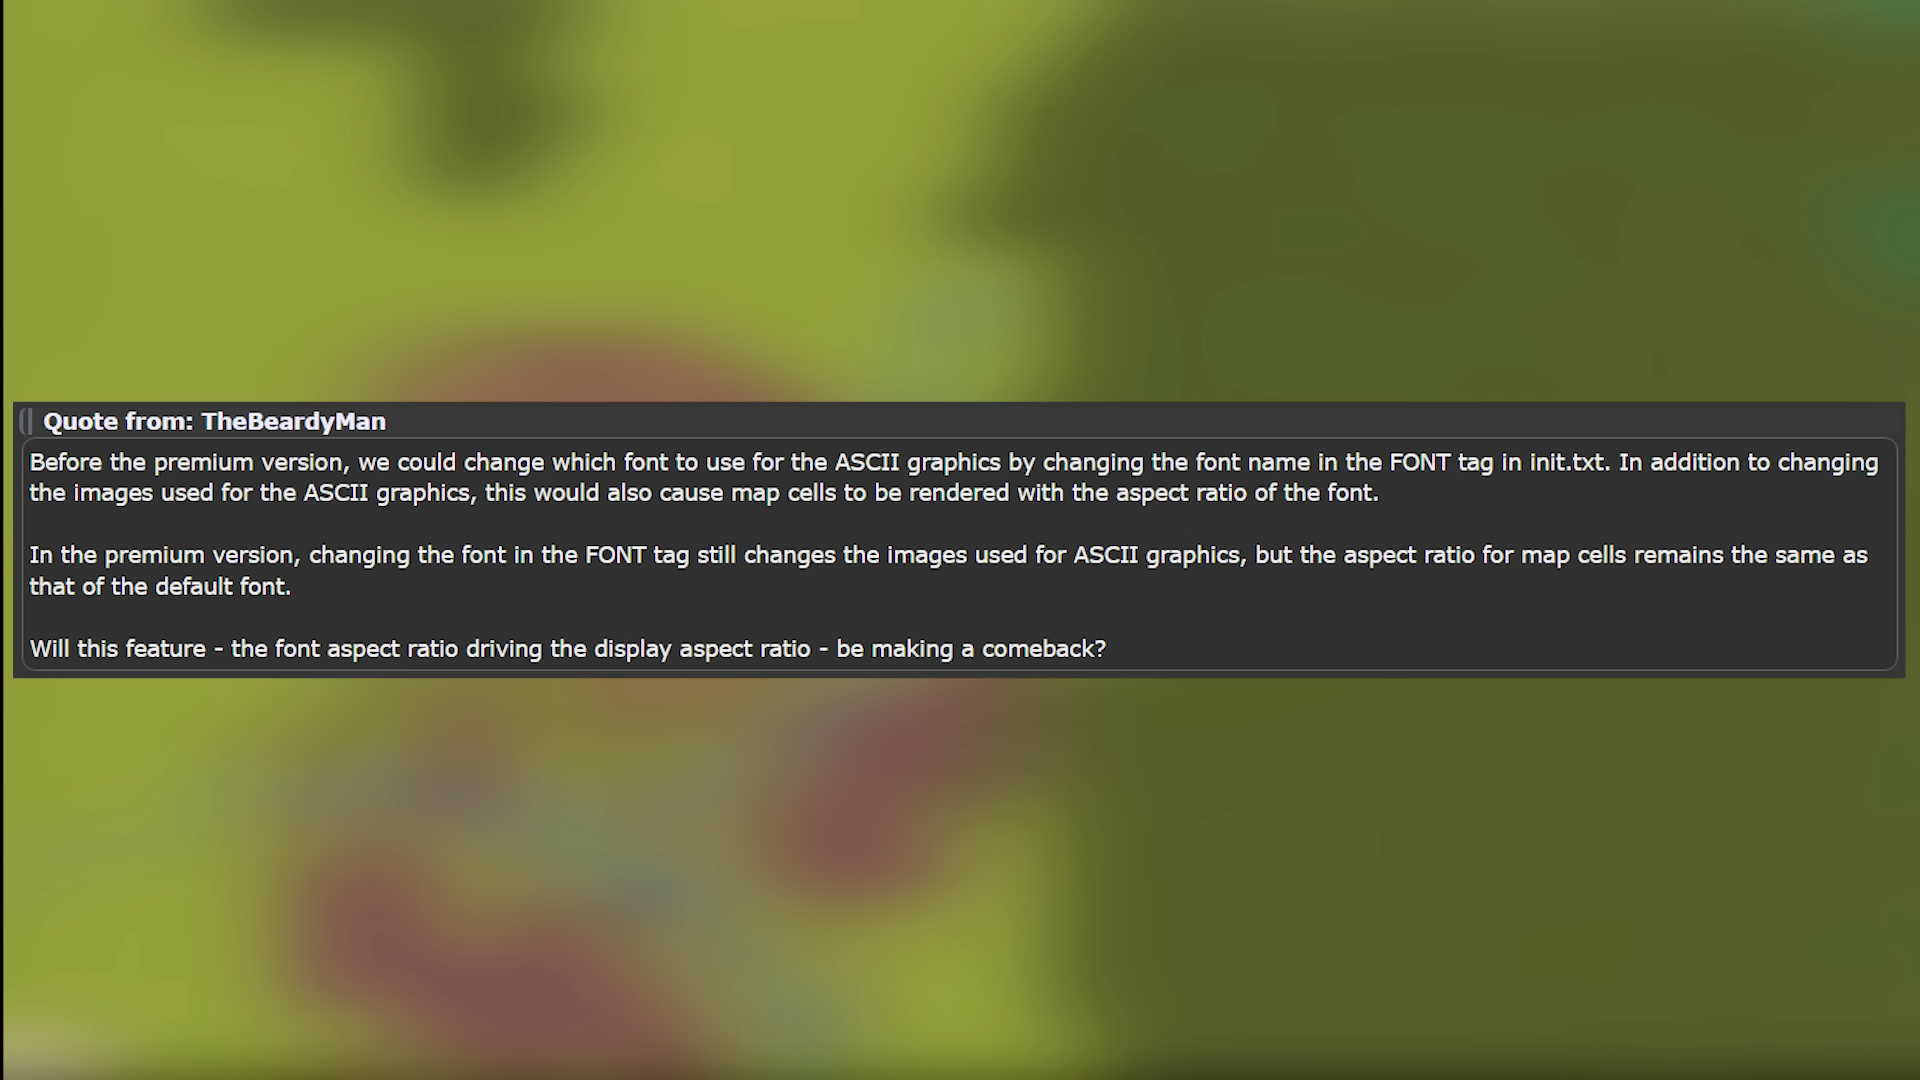 Quote from: TheBeardyMan
Before the premium version, we could change which font to use for the ASCII graphics by changing the font name in the FONT tag in init.txt. In addition to changing
the images used for the ASCII graphics, this would also cause map cells to be rendered with the aspect ratio of the font.
In the premium version, changing the font in the FONT tag still changes the images used for ASCII graphics, but the aspect ratio for map cells remains the same as
that of the default font.
Will this feature - the font aspect ratio driving the display aspect ratio - be making a comeback?